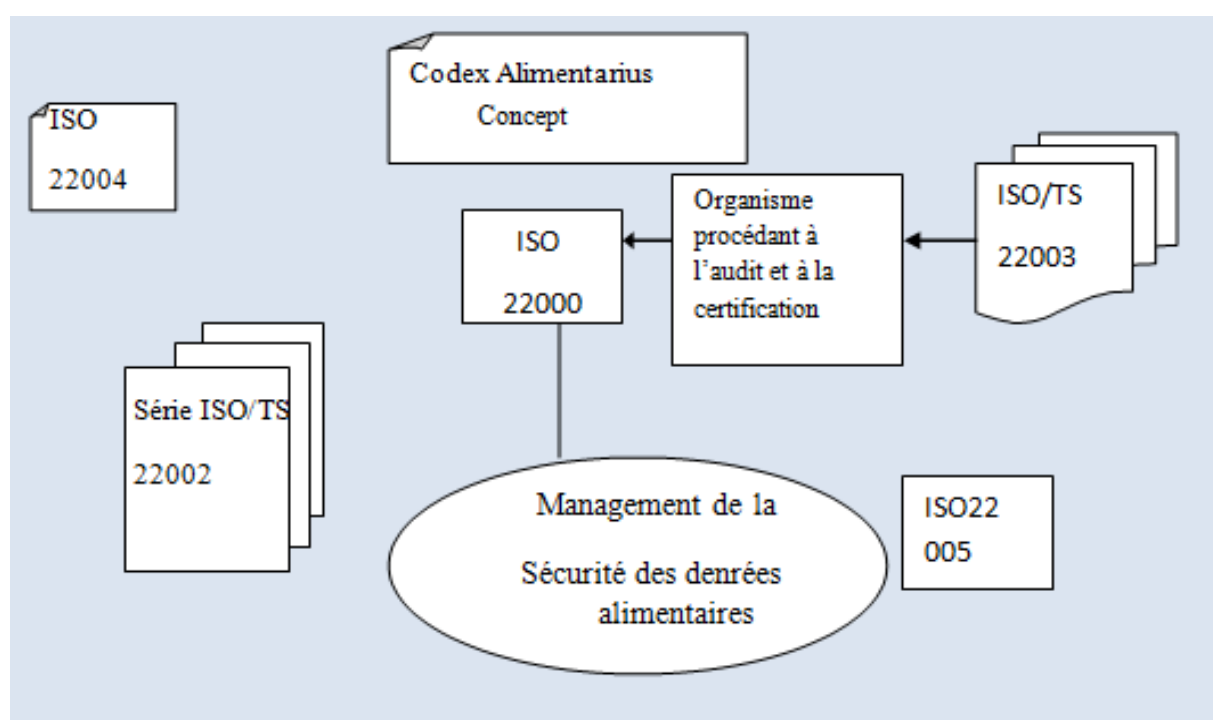 Codex Alimentarius
Concept
ISO
22004
Organisme
procédant à
l'audit et à la
certification
ISO/TS
22003
ISO
22000
Série ISO/TS
22002
Management de la
Sécurité des denrées
alimentaires
ISO22
005